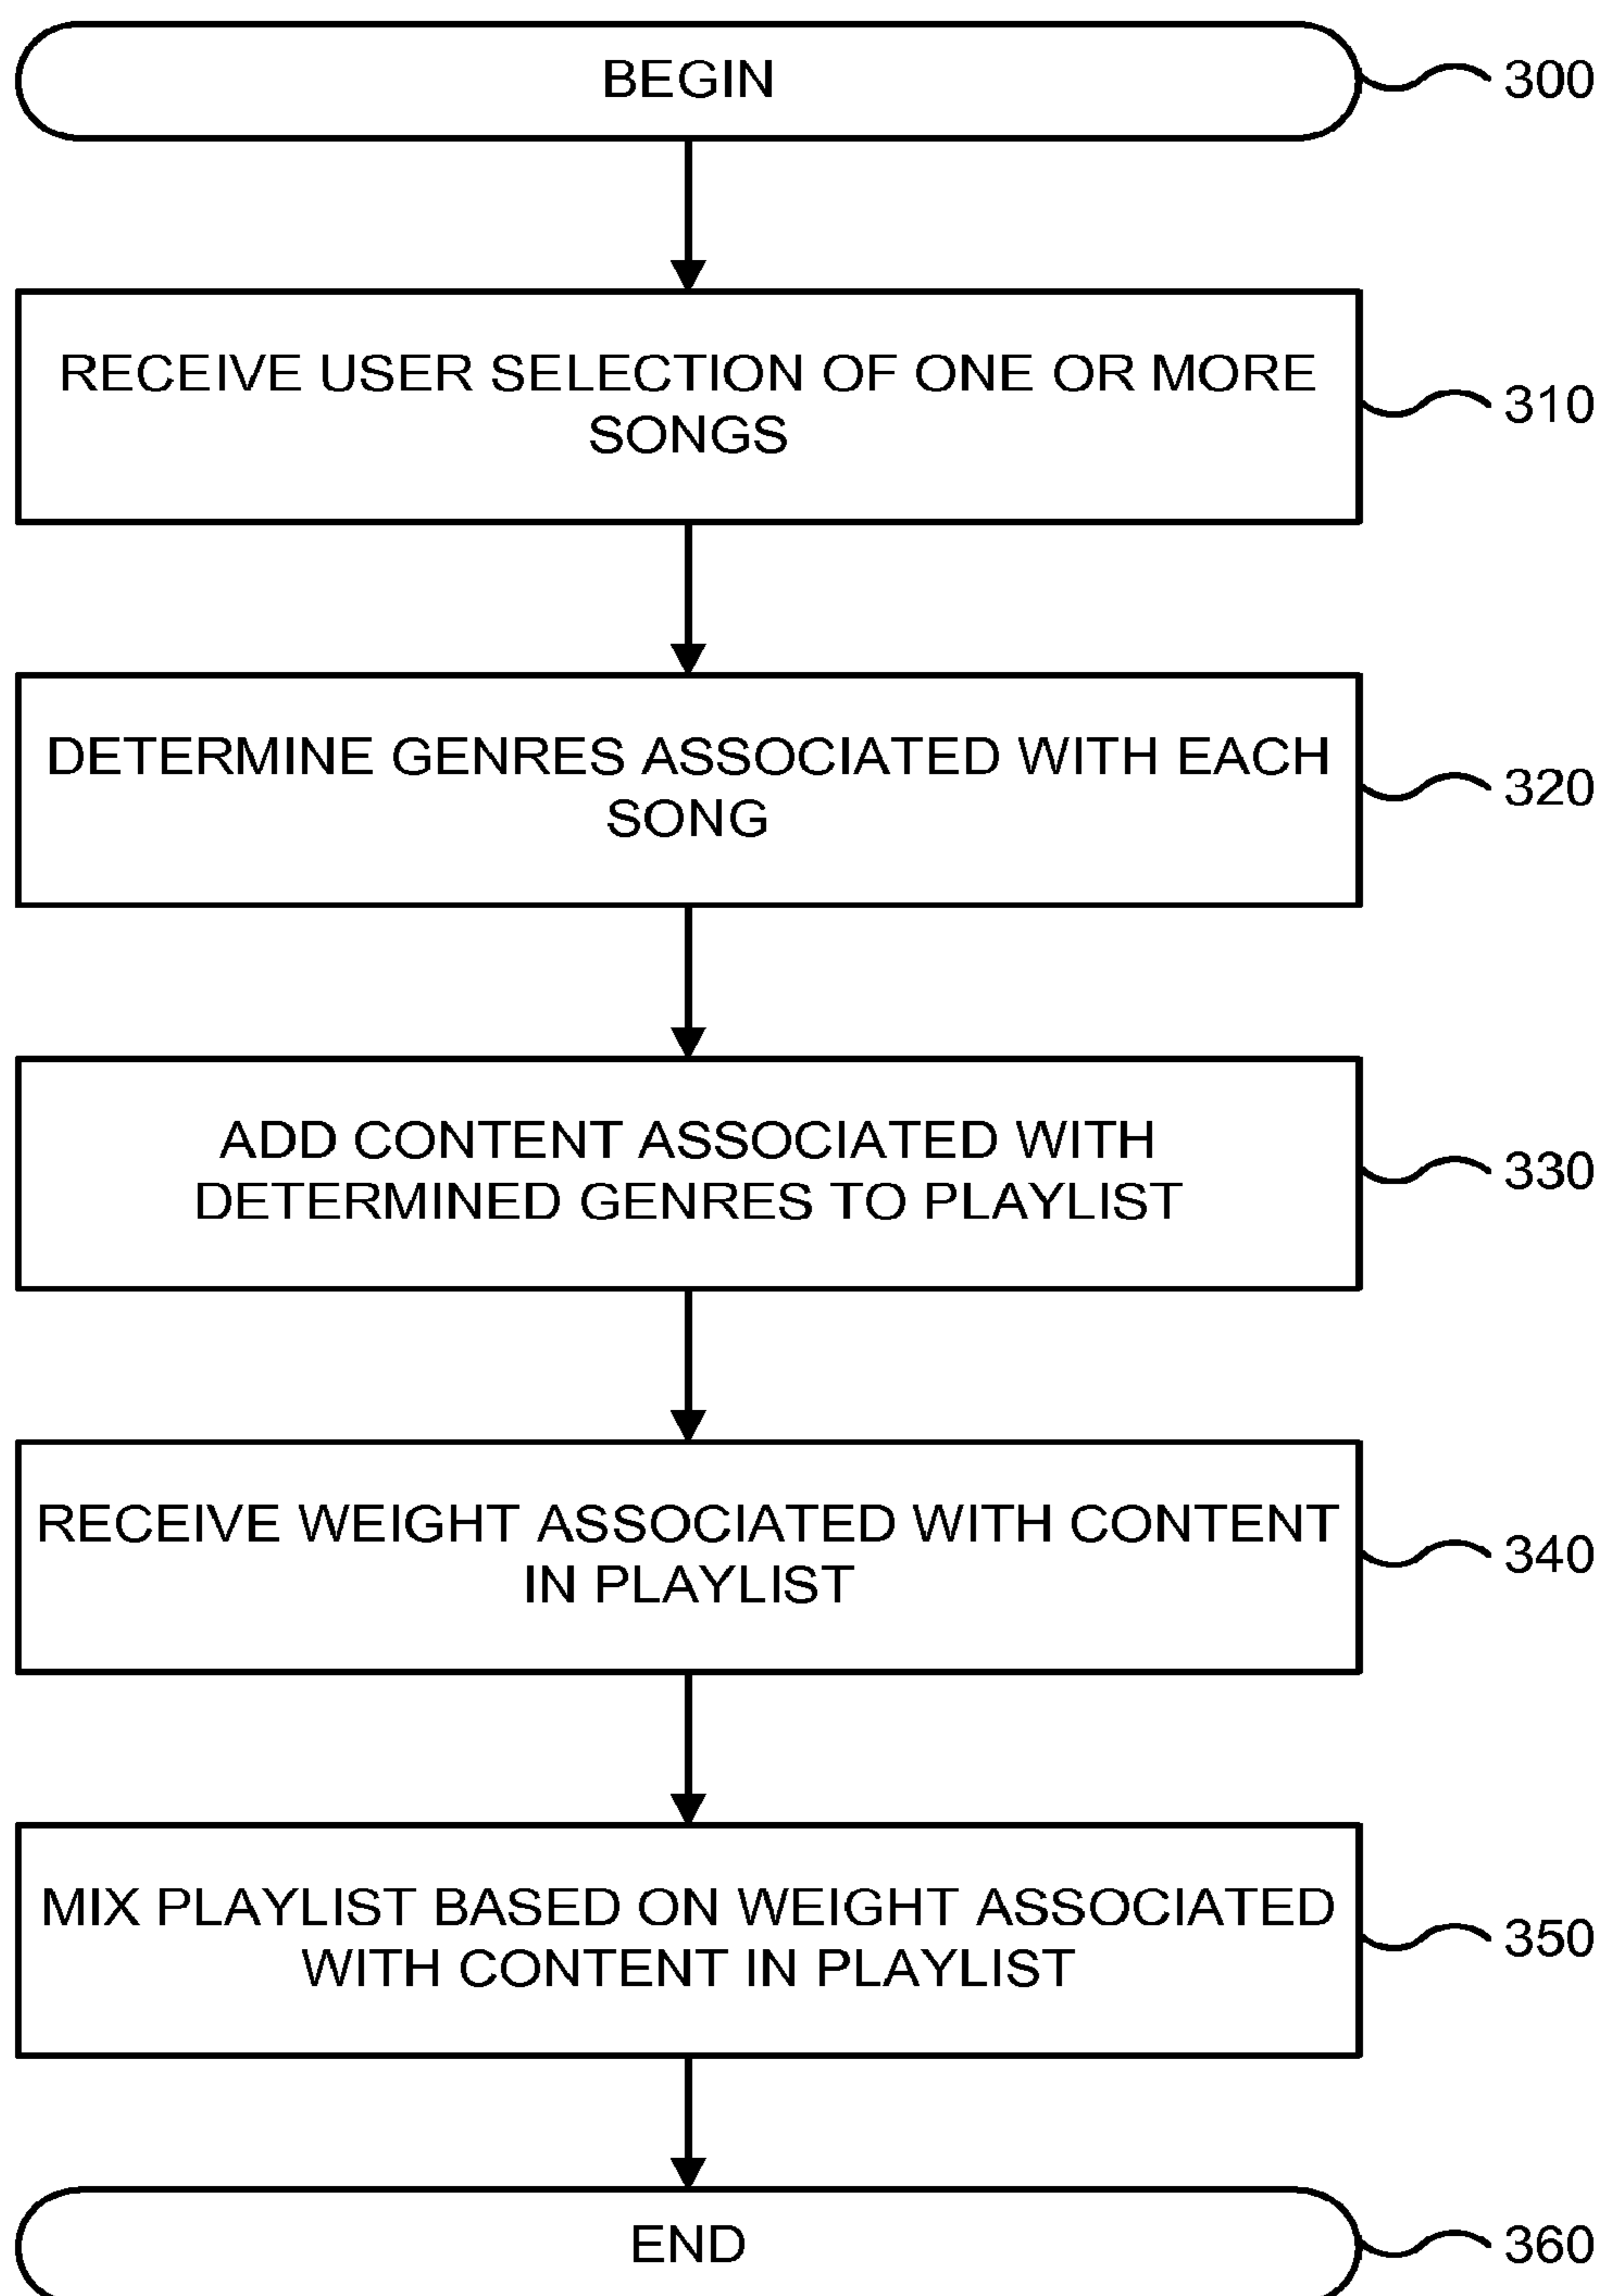 BEGIN
300
RECEIVE USER SELECTION OF ONE OR MORE
SONGS
310
DETERMINE GENRES ASSOCIATED WITH EACH
SONG
320
ADD CONTENT ASSOCIATED WITH
DETERMINED GENRES TO PLAYLIST
330
RECEIVE WEIGHT ASSOCIATED WITH CONTENT
IN PLAYLIST
340
MIX PLAYLIST BASED ON WEIGHT ASSOCIATED
WITH CONTENT IN PLAYLIST
350
END
360